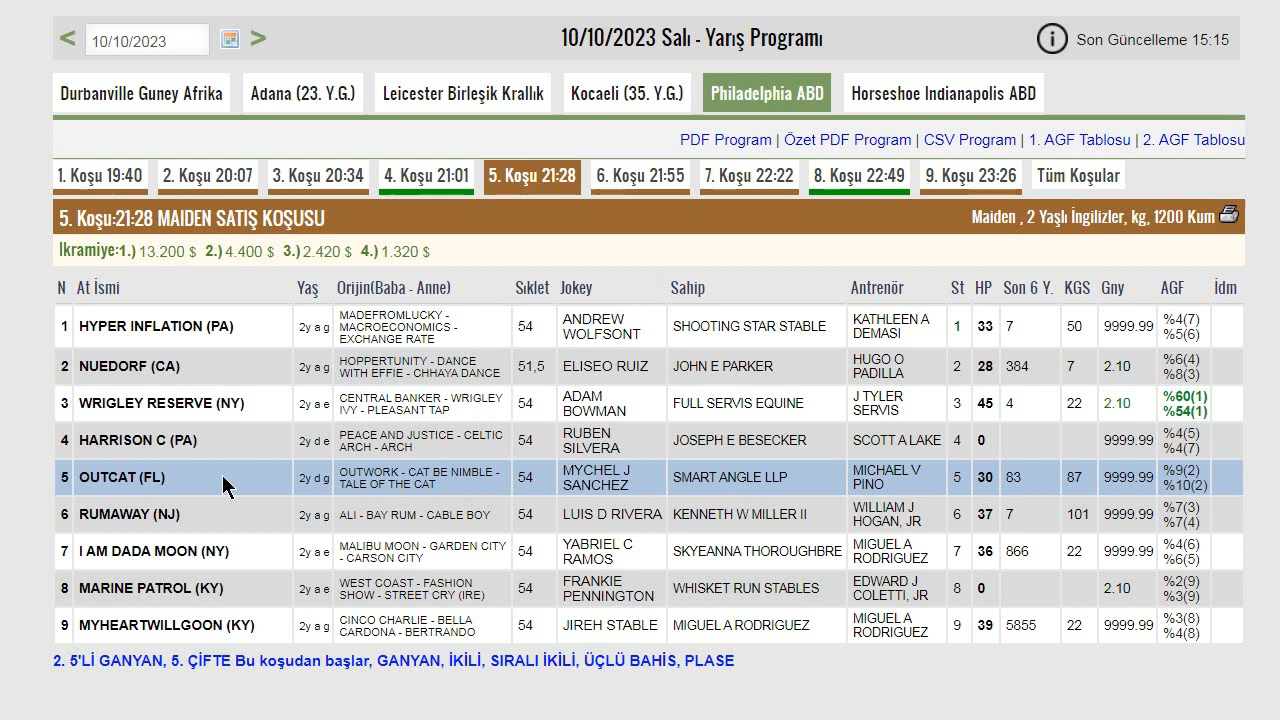 < 10/10/2023 > 10/10/2023 Salı - Yarış Programı Son Güncelleme 15:15
Durbanville Guney Afrika Adana (23. Y.G.) Leicester Birleşik Krallık Kocaeli (35. Y.G.) Philadelphia ABD Horseshoe Indianapolis ABD
PDF Program | Özet PDF Program | CSV Program | 1. AGF Tablosu | 2. AGF Tablosu
1. Koşu 19:40 2. Koşu 20:07 3. Koşu 20:34 4. Koşu 21:01 5. Koşu 21:28 6. Koşu 21:55 7. Koşu 22:22 8. Koşu 22:49 9. Koşu 23:26 Tüm Koşular
5. Koşu:21:28 MAIDEN SATIŞ KOŞUSU Maiden , 2 Yaşlı İngilizler, kg, 1200 Kum
İkramiye:1.) 13.200 $ 2.) 4.400 $ 3.) 2.420 $ 4.) 1.320 $
N At İsmi Yaş Orijin(Baba - Anne) Sıklet Jokey Sahip Antrenör St HP Son 6 Y. KGS Gny AGF İdm
1 HYPER INFLATION (PA) 2y a g MADEFROMLUCKY - MACROECONOMICS - EXCHANGE RATE 54 ANDREW WOLFSONT SHOOTING STAR STABLE KATHLEEN A DEMASI 1 33 7 50 9999.99 %4(7) %5(6)
2 NUEDORF (CA) 2y a g HOPPERTUNITY - DANCE WITH EFFIE - CHHAYA DANCE 51,5 ELISEO RUIZ JOHN E PARKER HUGO O PADILLA 2 28 384 7 2.10 %6(4) %8(3)
3 WRIGLEY RESERVE (NY) 2y a e CENTRAL BANKER - WRIGLEY IVY - PLEASANT TAP 54 ADAM BOWMAN FULL SERVIS EQUINE J TYLER SERVIS 3 45 4 22 2.10 %60(1) %54(1)
4 HARRISON C (PA) 2y d e PEACE AND JUSTICE - CELTIC ARCH - ARCH 54 RUBEN SILVERA JOSEPH E BESECKER SCOTT A LAKE 4 0 9999.99 %4(5) %4(7)
5 OUTCAT (FL) 2y d g OUTWORK - CAT BE NIMBLE - TALE OF THE CAT 54 MYCHEL J SANCHEZ SMART ANGLE LLP MICHAEL V PINO 5 30 83 87 9999.99 %9(2) %10(2)
6 RUMAWAY (NJ) 2y a g ALI - BAY RUM - CABLE BOY 54 LUIS D RIVERA KENNETH W MILLER II WILLIAM J HOGAN, JR 6 37 7 101 9999.99 %7(3) %7(4)
7 I AM DADA MOON (NY) 2y a e MALIBU MOON - GARDEN CITY - CARSON CITY 54 YABRIEL C RAMOS SKYEANNA THOROUGHBRE MIGUEL A RODRIGUEZ 7 36 866 22 9999.99 %4(6) %6(5)
8 MARINE PATROL (KY) 2y a e WEST COAST - FASHION SHOW - STREET CRY (IRE) 54 FRANKIE PENNINGTON WHISKET RUN STABLES EDWARD J COLETTI, JR 8 0 2.10 %2(9) %3(9)
9 MYHEARTWILLGOON (KY) 2y a g CINCO CHARLIE - BELLA CARDONA - BERTRANDO 54 JIREH STABLE MIGUEL A RODRIGUEZ MIGUEL A RODRIGUEZ 9 39 5855 22 9999.99 %3(8) %4(8)
2. 5'Lİ GANYAN, 5. ÇİFTE Bu koşudan başlar, GANYAN, İKİLİ, SIRALI İKİLİ, ÜÇLÜ BAHİS, PLASE